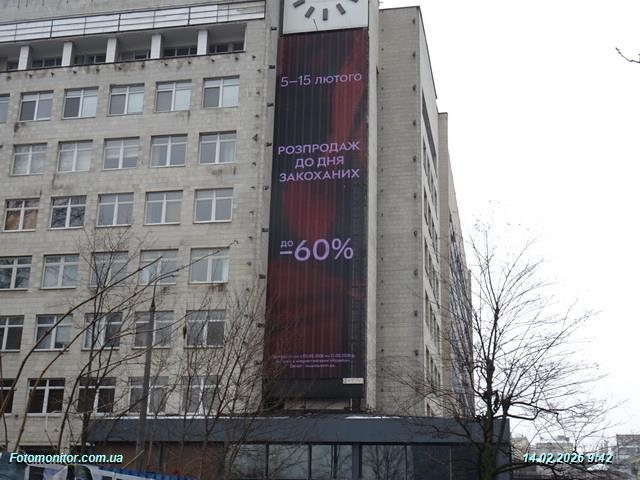 5–15 лютого
РОЗПРОДАЖ
ДО ДНЯ
ЗАКОХАНИХ
до
–60%
Fotomonitor.com.ua
14.02.2026 9:42